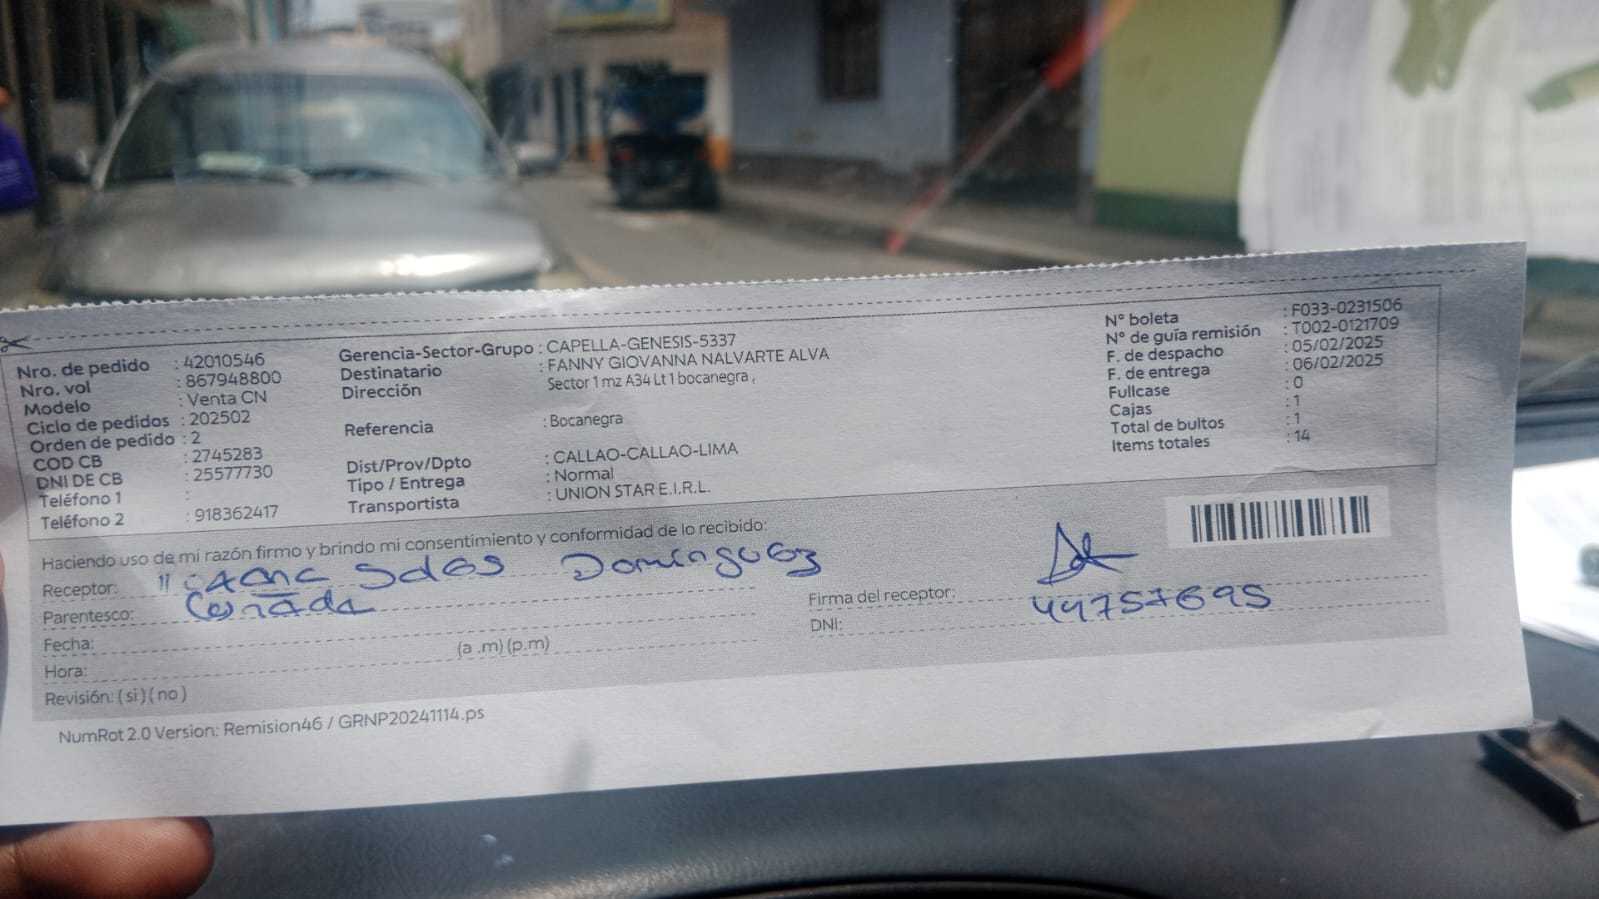 Nro. de pedido : 42010546
Nro. vol : 867948800
Modelo : Venta CN
Ciclo de pedidos : 202502
Orden de pedido : 2
COD CB : 2745283
DNI DE CB : 25577730
Teléfono 1 :
Teléfono 2 : 918362417
Gerencia-Sector-Grupo : CAPELLA-GENESIS-5337
Destinatario : FANNY GIOVANNA NALVARTE ALVA
Dirección Sector 1 mz A34 Lt 1 bocanegra ,
Referencia : Bocanegra
Dist/Prov/Dpto : CALLAO-CALLAO-LIMA
Tipo / Entrega : Normal
Transportista : UNION STAR E.I.R.L.
N° boleta : F033-0231506
N° de guía remisión : T002-0121709
F. de despacho : 05/02/2025
F. de entrega : 06/02/2025
Fullcase : 0
Cajas : 1
Total de bultos : 1
Items totales : 14
Haciendo uso de mi razón firmo y brindo mi consentimiento y conformidad de lo recibido:
Receptor: Domínguez
Parentesco:
Fecha:
Hora: (a .m) (p.m)
Revisión: ( si ) ( no )
Firma del receptor:
DNI: 44757695
NumRot 2.0 Version: Remision46 / GRNP20241114.ps